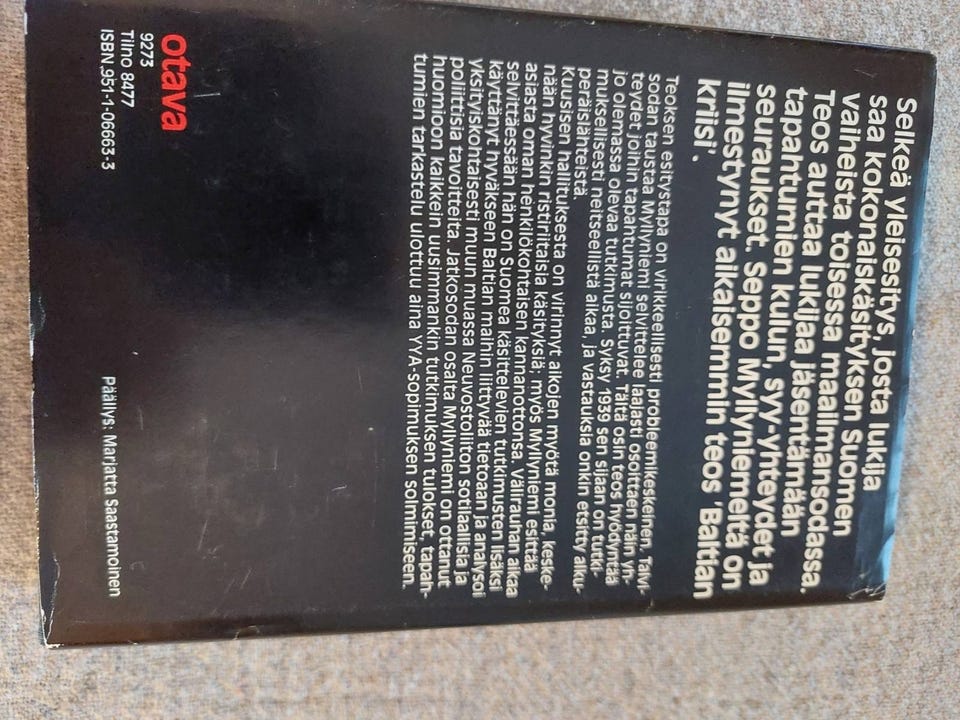 Selkeä yleisesitys, josta lukija
saa kokonaiskäsityksen Suomen
vaiheista toisessa maailmansodassa.
Teos auttaa lukijaa jäsentämään
tapahtumien kulun, syy-yhteydet ja
seuraukset. Seppo Myllyniemeltä on
ilmestynyt aikaisemmin teos 'Baltian
kriisi'.
Teoksen esitystapa on virikkeellisesti probleemikeskeinen. Talvi-
sodan taustaa Myllyniemi selvittelee laajasti osoittaen näin yh-
teydet joihin tapahtumat sijoittuvat. Tältä osin teos hyödyntää
jo olemassa olevaa tutkimusta. Syksy 1939 sen sijaan on tutki-
muksellisesti neitseellistä aikaa, ja vastauksia onkin etsitty alku-
peräislähteistä.
Kuusisen hallituksesta on virinnyt aikojen myötä monia, keske-
nään hyvinkin ristiriitaisia käsityksiä; myös Myllyniemi esittää
asiasta oman henkilökohtaisen kannanottonsa. Välirauhan aikaa
selvittäessään hän on Suomea käsittelevien tutkimusten lisäksi
käyttänyt hyväkseen Baltian maihin liittyvää tietoaan ja analysoi
yksityiskohtaisesti muun muassa Neuvostoliiton sotilaallisia ja
poliittisia tavoitteita. Jatkosodan osalta Myllyniemi on ottanut
huomioon kaikkein uusimmankin tutkimuksen tulokset, tapah-
tumien tarkastelu ulottuu aina YYA-sopimuksen solmimiseen.
otava
9273
Tilno 8477
ISBN 951-1-06663-3
Päällys: Marjatta Saastamoinen